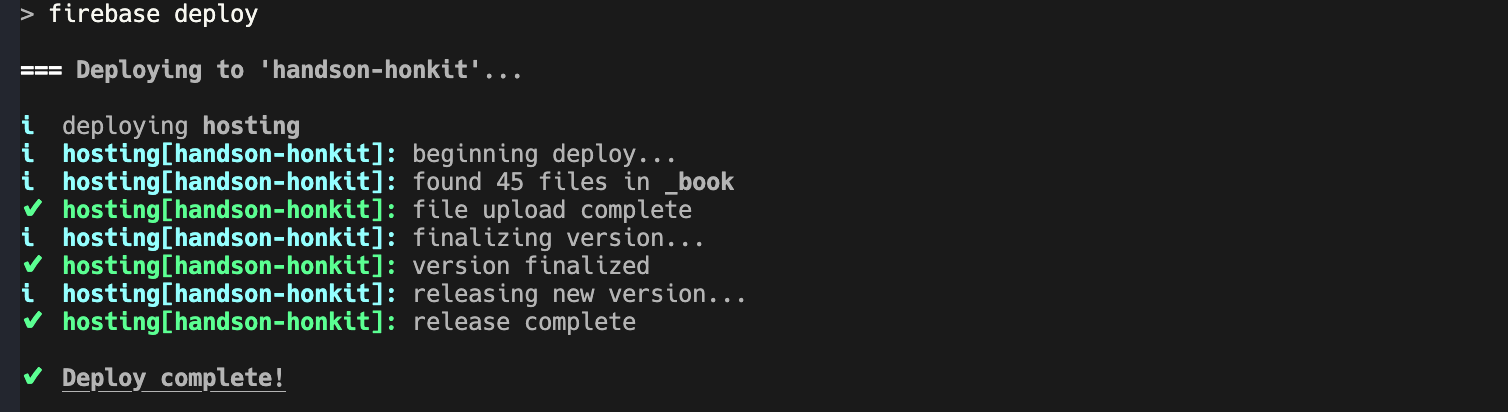 > firebase deploy
=== Deploying to 'handson-honkit'...
i  deploying hosting
i  hosting[handson-honkit]: beginning deploy...
i  hosting[handson-honkit]: found 45 files in _book
✔  hosting[handson-honkit]: file upload complete
i  hosting[handson-honkit]: finalizing version...
✔  hosting[handson-honkit]: version finalized
i  hosting[handson-honkit]: releasing new version...
✔  hosting[handson-honkit]: release complete
✔  Deploy complete!